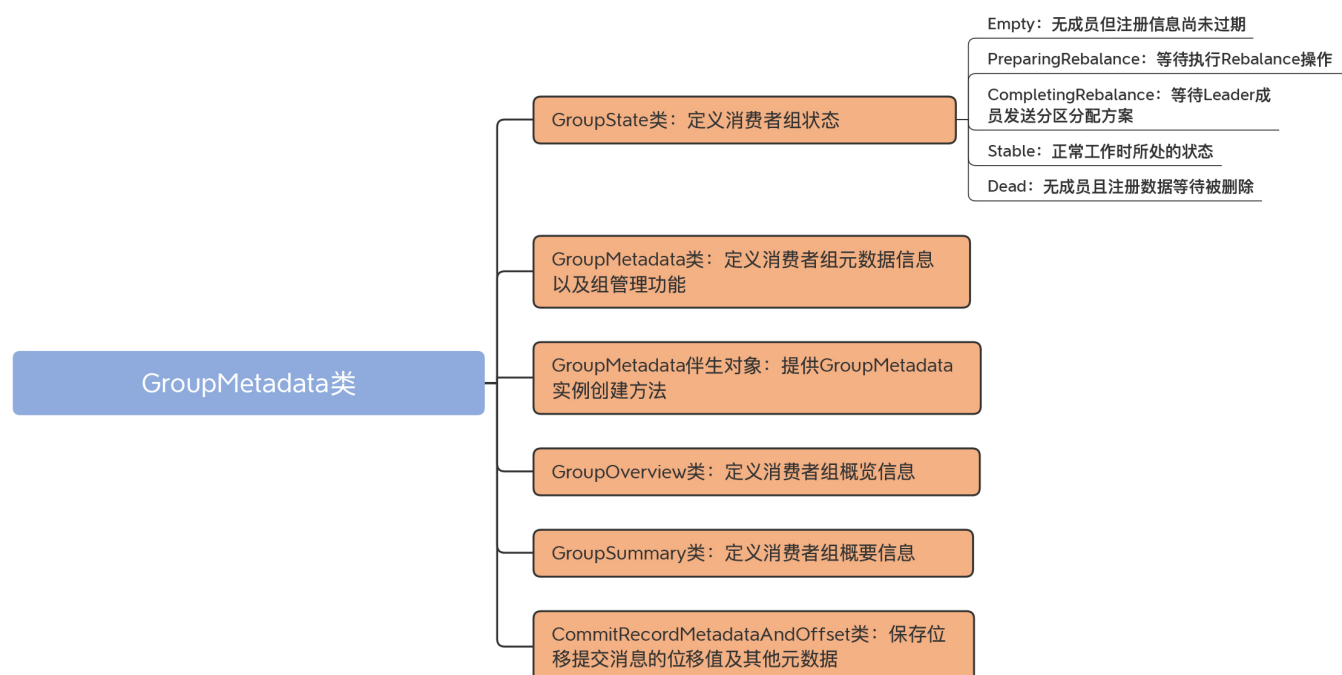 GroupMetadata类
GroupState类：定义消费者组状态
Empty：无成员但注册信息尚未过期
PreparingRebalance：等待执行Rebalance操作
CompletingRebalance：等待Leader成
员发送分区分配方案
Stable：正常工作时所处的状态
Dead：无成员且注册数据等待被删除
GroupMetadata类：定义消费者组元数据信息
以及组管理功能
GroupMetadata伴生对象：提供GroupMetadata
实例创建方法
GroupOverview类：定义消费者组概览信息
GroupSummary类：定义消费者组概要信息
CommitRecordMetadataAndOffset类：保存位
移提交消息的位移值及其他元数据